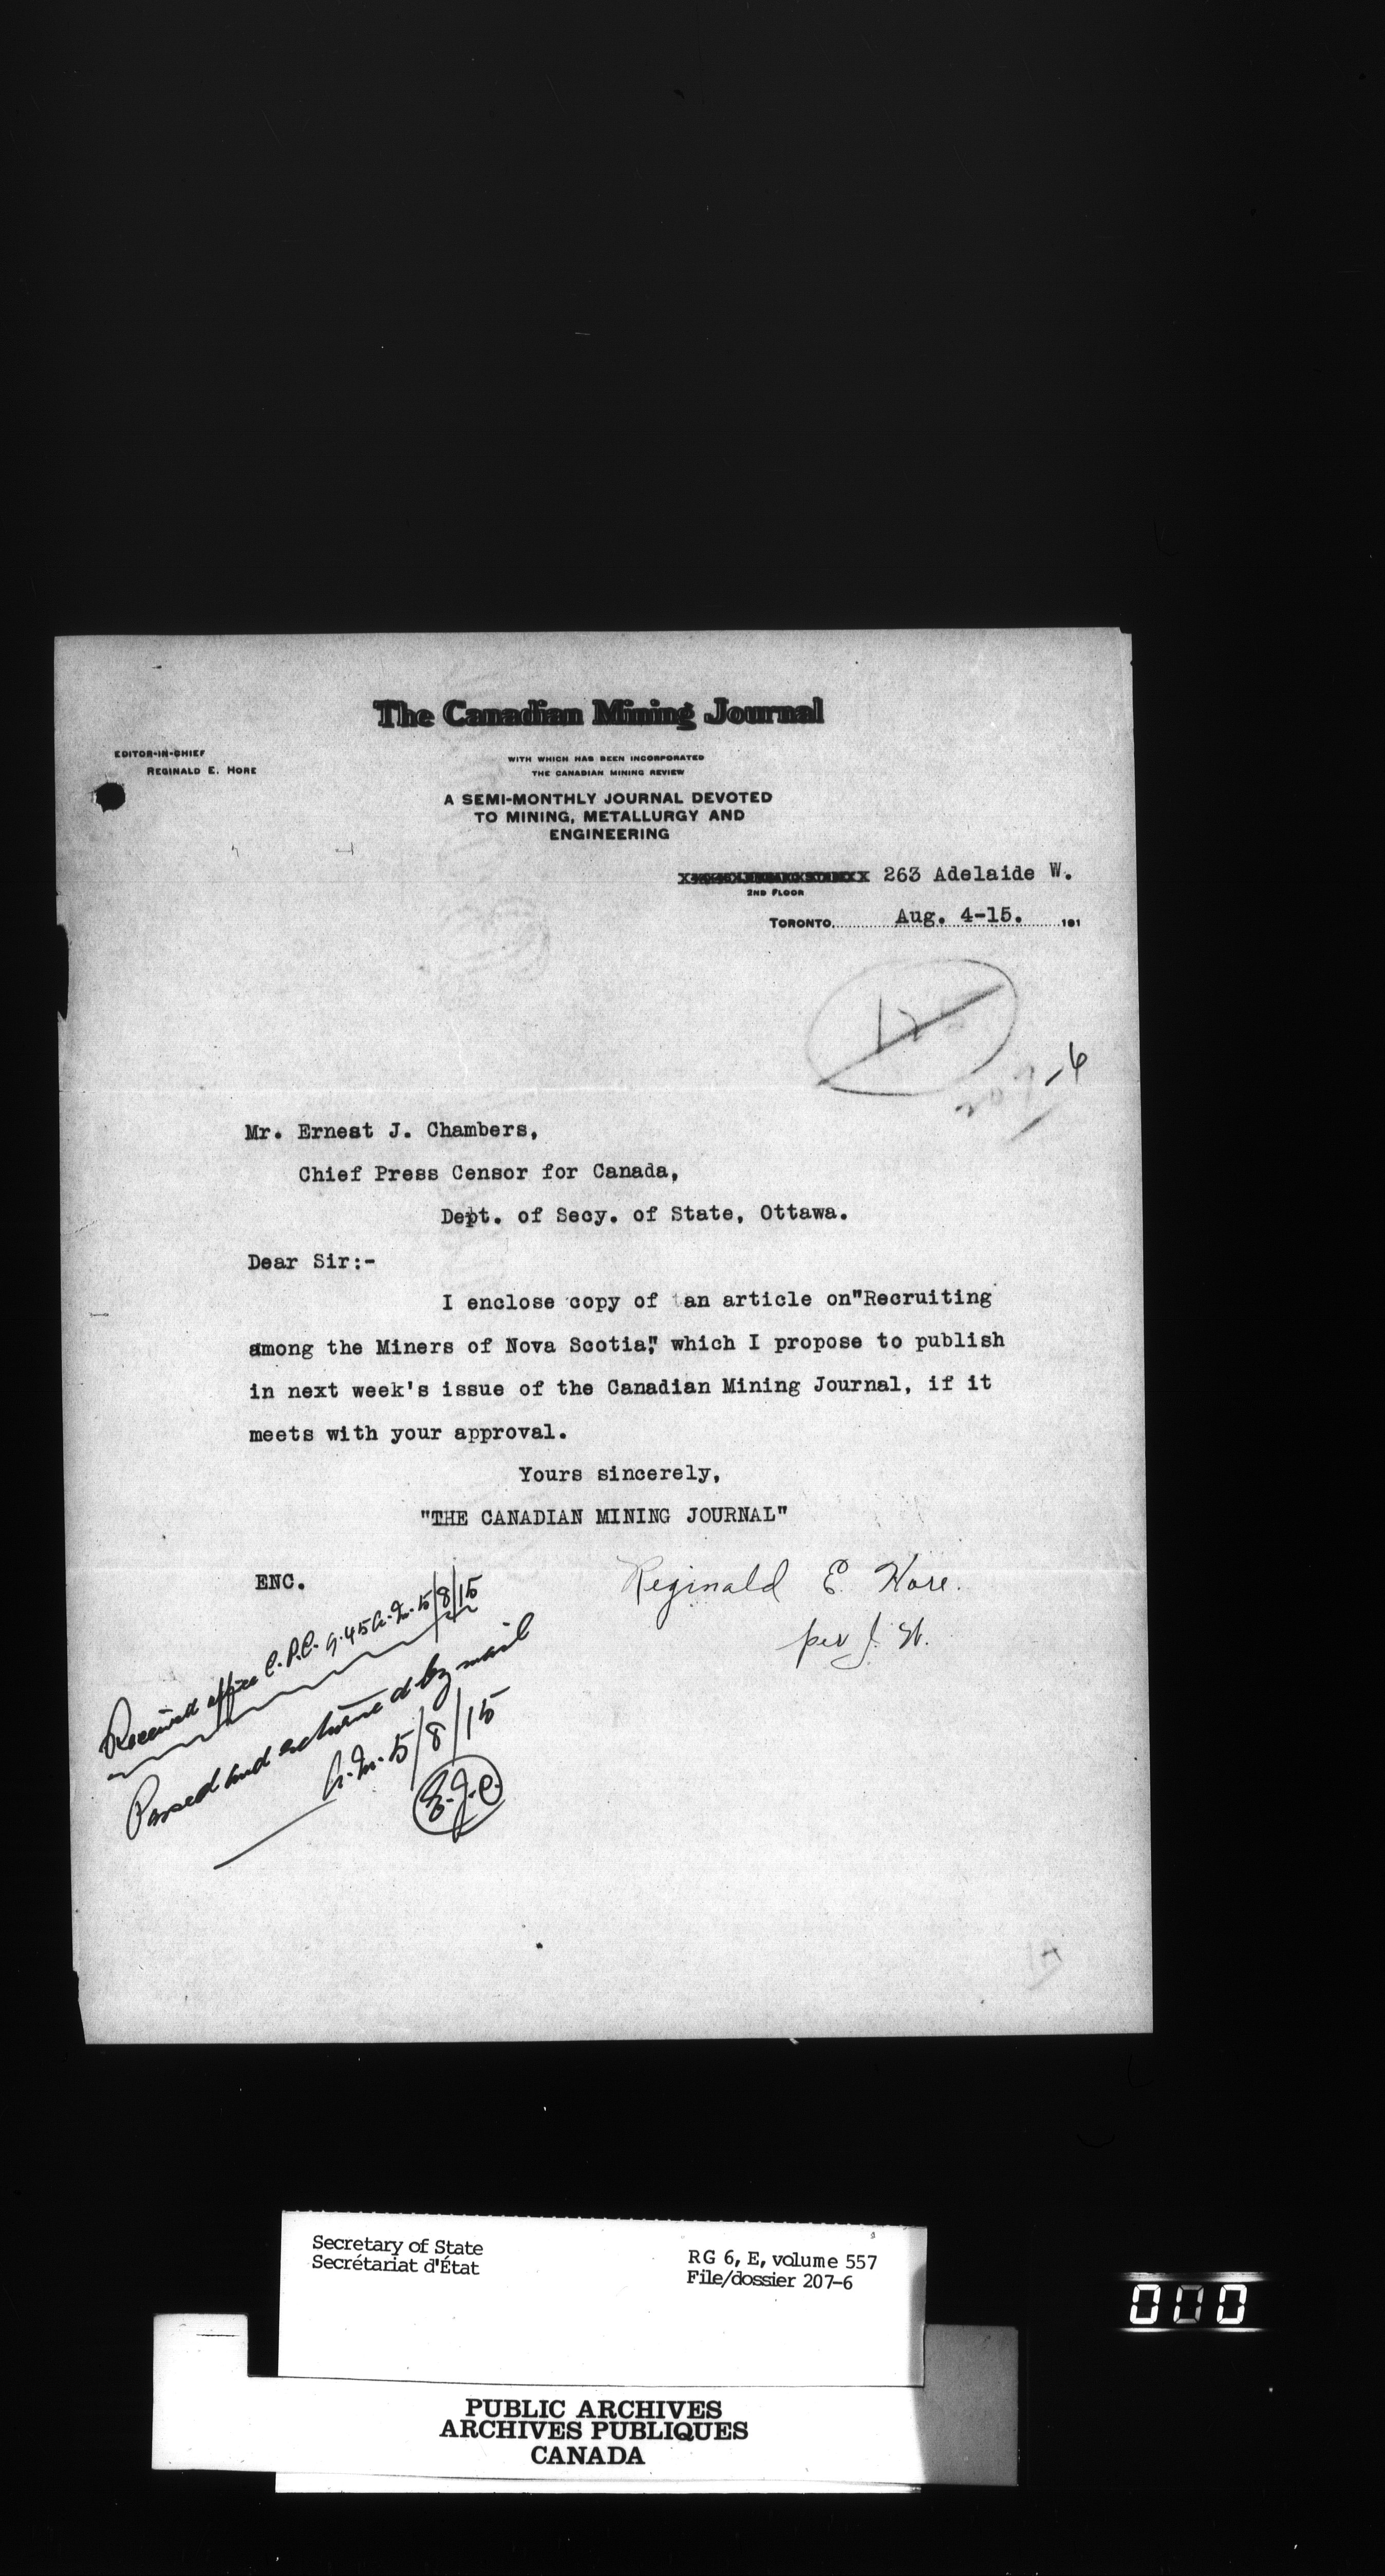 The Canadian Mining Journal
EDITOR-IN-CHIEF
REGINALD E. HORE
WITH WHICH HAS BEEN INCORPORATED
THE CANADIAN MINING REVIEW
A SEMI-MONTHLY JOURNAL DEVOTED
TO MINING, METALLURGY AND
ENGINEERING
263 Adelaide W.
2ND FLOOR
TORONTO Aug. 4-15. 191
207-6
Mr. Ernest J. Chambers,
Chief Press Censor for Canada,
Dept. of Secy. of State, Ottawa.
Dear Sir:-
I enclose copy of an article on"Recruiting
among the Miners of Nova Scotia", which I propose to publish
in next week's issue of the Canadian Mining Journal, if it
meets with your approval.
Yours sincerely,
"THE CANADIAN MINING JOURNAL"
ENC.
Reginald E. Hore.
per J. W.
Received office C.P.C. 9.45 A.M. 5/8/15
Passed and returned by mail
A.M. 5/8/15
E.J.C.
Secretary of State
Secrétariat d'État
RG 6, E, volume 557
File/dossier 207-6
000
PUBLIC ARCHIVES
ARCHIVES PUBLIQUES
CANADA